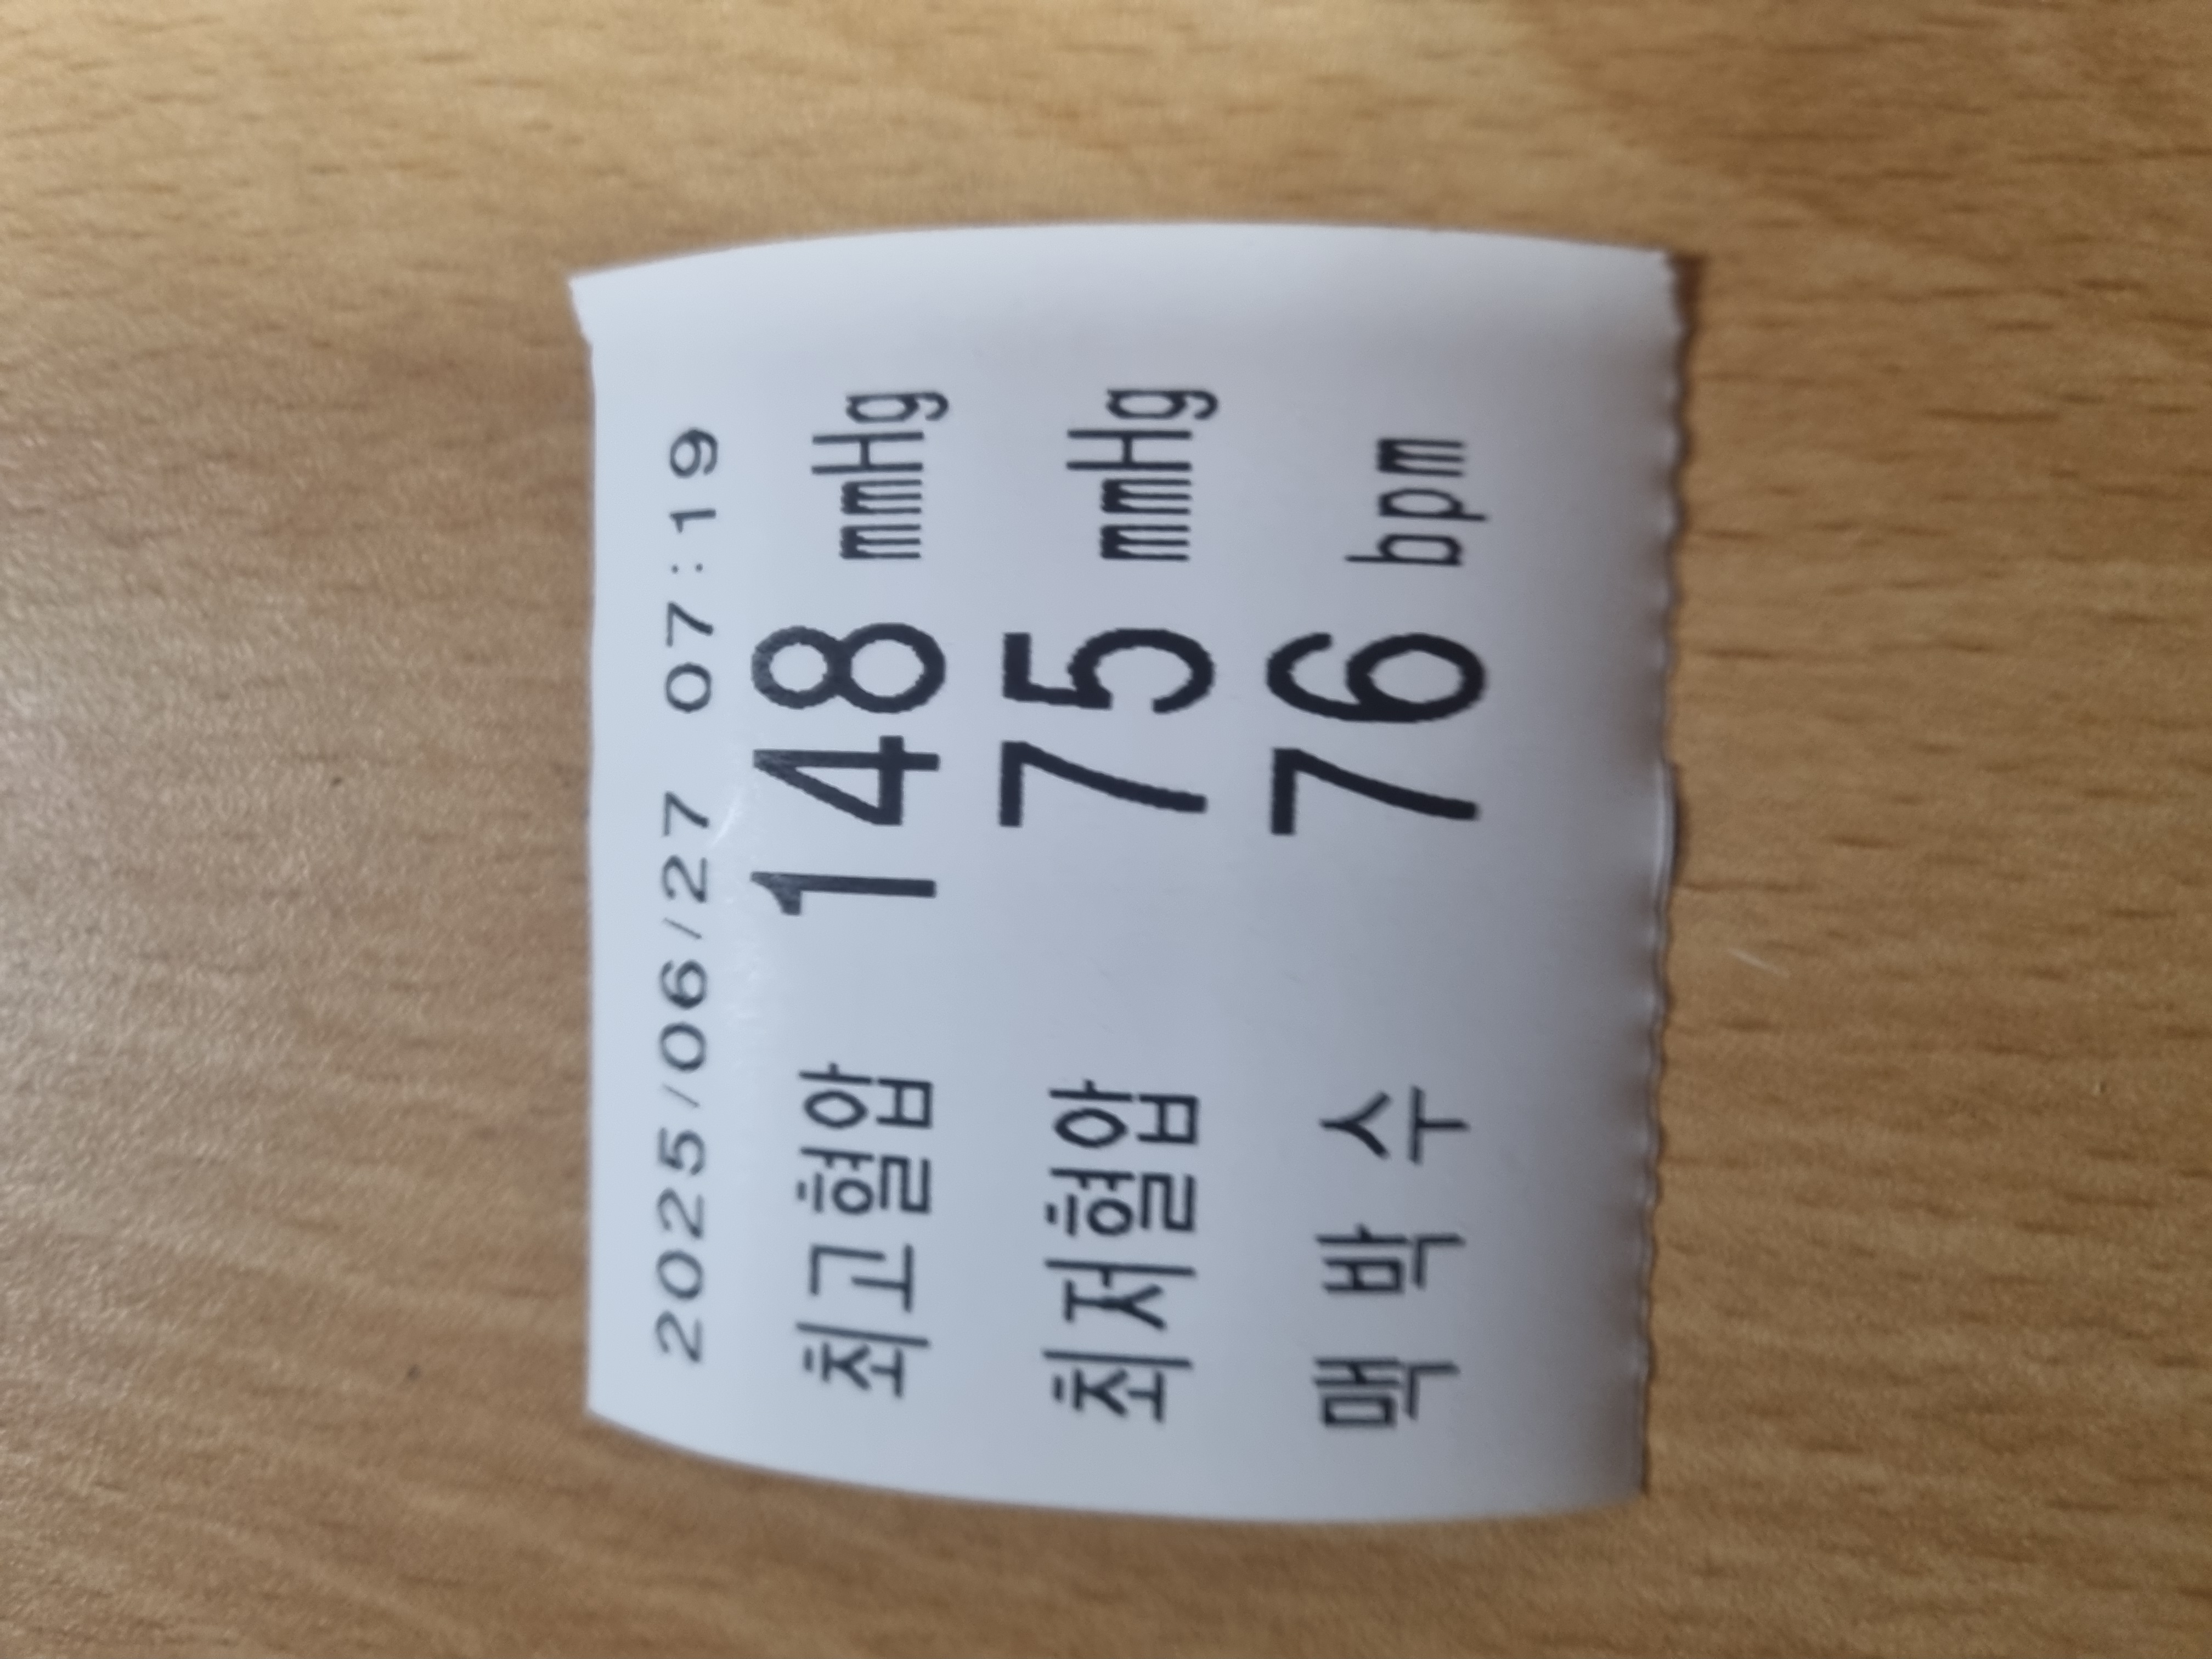 2025/06/27 07:19
최고혈압 148 mmHg
최저혈압 75 mmHg
맥 박 수 76 bpm